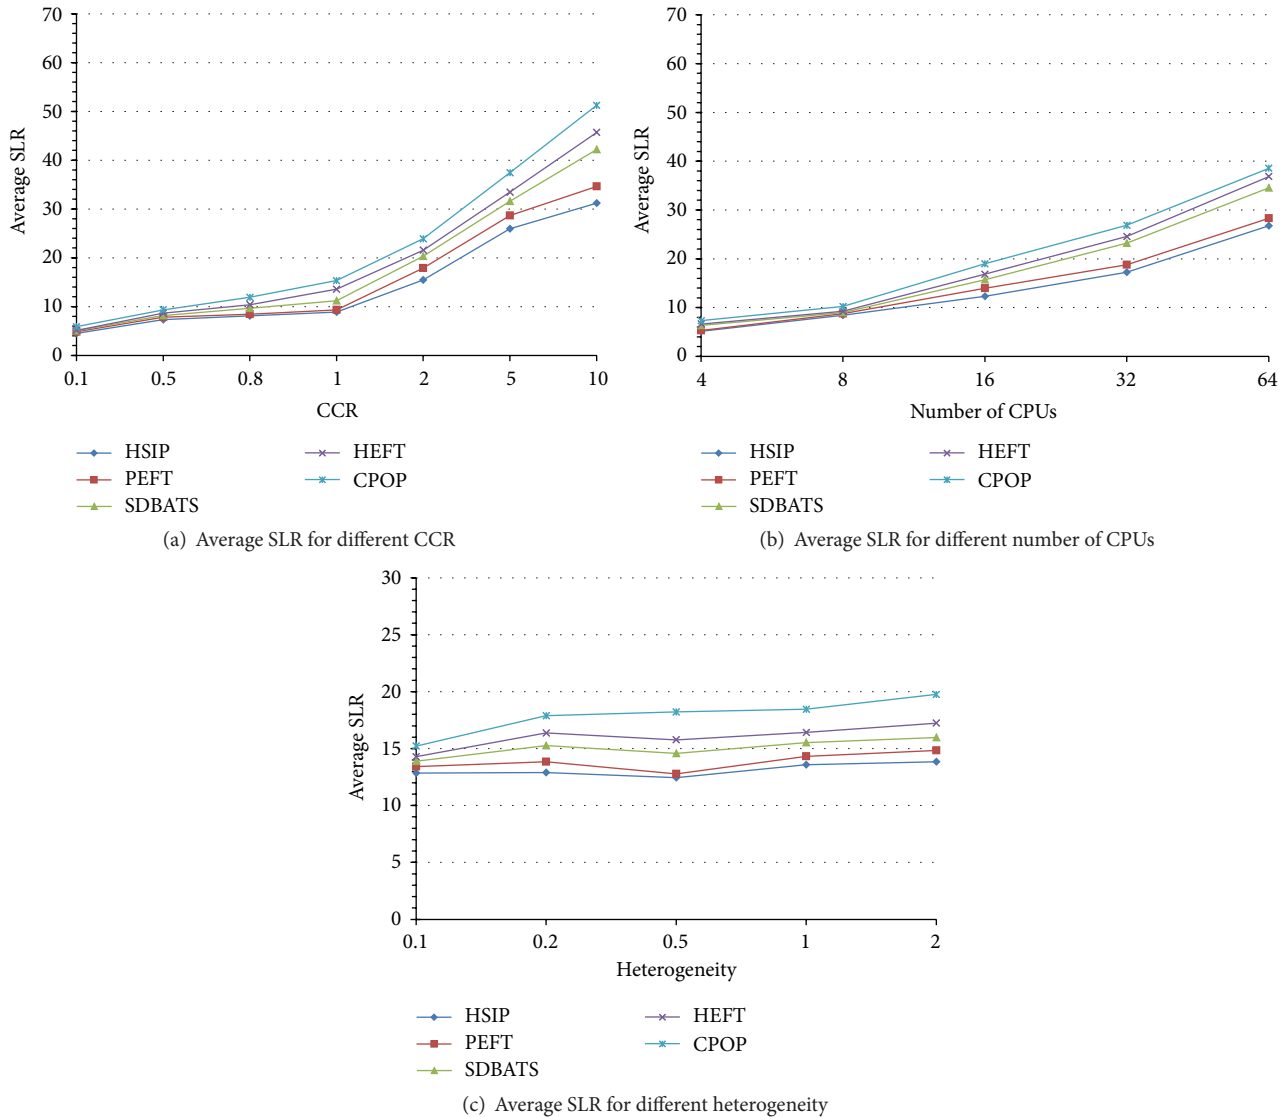 70
60
50
40
30
20
10
0
Average SLR
0.1 0.5 0.8 1 2 5 10
CCR
HSIP
PEFT
SDBATS
HEFT
CPOP
(a) Average SLR for different CCR
70
60
50
40
30
20
10
0
Average SLR
4 8 16 32 64
Number of CPUs
HSIP
PEFT
SDBATS
HEFT
CPOP
(b) Average SLR for different number of CPUs
30
25
20
15
10
5
0
Average SLR
0.1 0.2 0.5 1 2
Heterogeneity
HSIP
PEFT
SDBATS
HEFT
CPOP
(c) Average SLR for different heterogeneity